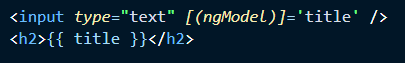 <input type="text" [(ngModel)]='title' />
<h2>{{ title }}</h2>